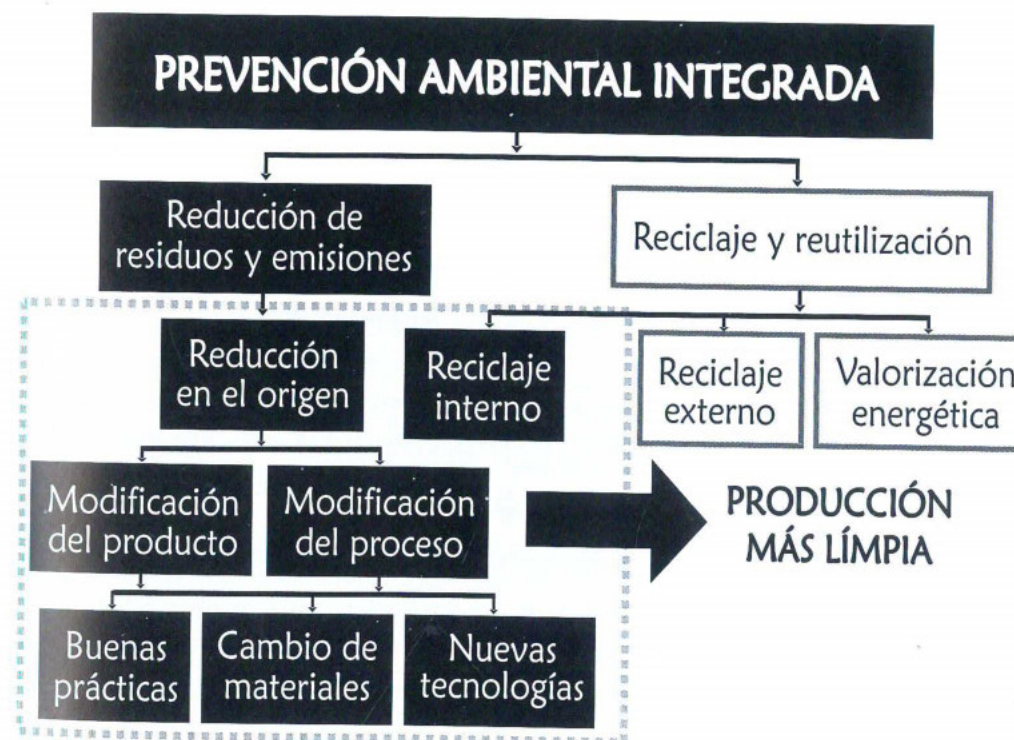 PREVENCIÓN AMBIENTAL INTEGRADA
Reducción de
residuos y emisiones
Reciclaje y reutilización
Reducción
en el origen
Reciclaje
interno
Reciclaje
externo
Valorización
energética
Modificación
del producto
Modificación
del proceso
PRODUCCIÓN
MÁS LÍMPIA
Buenas
prácticas
Cambio de
materiales
Nuevas
tecnologías